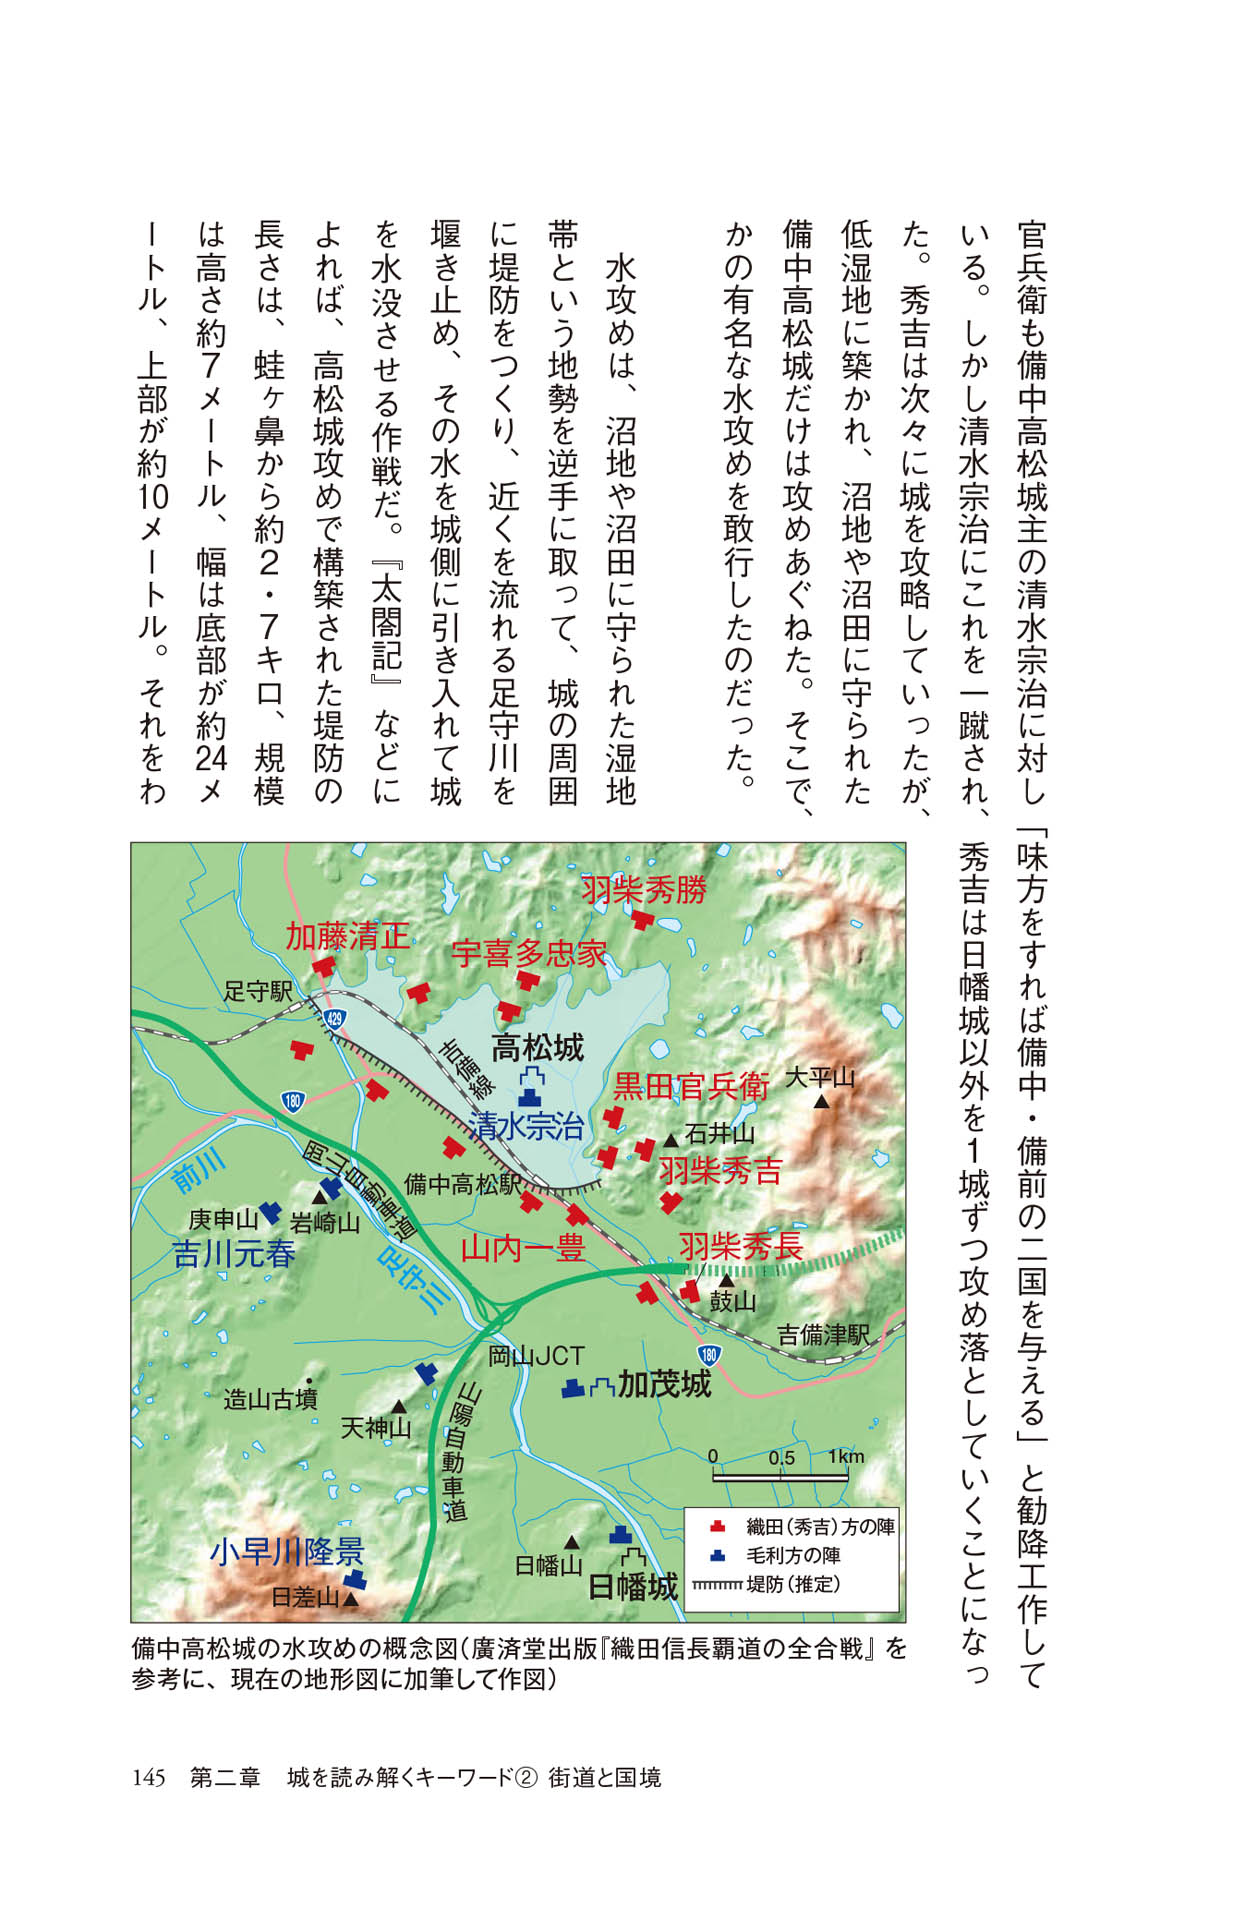 官兵衛も備中高松城主の清水宗治に対し「味方をすれば備中・備前の二国を与える」と勧降工作して
いる。しかし清水宗治にこれを一蹴され、秀吉は日幡城以外を1城ずつ攻め落としていくことになっ
た。秀吉は次々に城を攻略していったが、
低湿地に築かれ、沼地や沼田に守られた
備中高松城だけは攻めあぐねた。そこで、
かの有名な水攻めを敢行したのだった。
水攻めは、沼地や沼田に守られた湿地
帯という地勢を逆手に取って、城の周囲
に堤防をつくり、近くを流れる足守川を
堰き止め、その水を城側に引き入れて城
を水没させる作戦だ。『太閤記』などに
よれば、高松城攻めで構築された堤防の
長さは、蛙ヶ鼻から約2・7キロ、規模
は高さ約7メートル、幅は底部が約24メ
ートル、上部が約10メートル。それをわ
羽柴秀勝
加藤清正
宇喜多忠家
足守駅
429
吉備線
高松城
清水宗治
黒田官兵衛
大平山
石井山
羽柴秀吉
180
岡山自動車道
前川
備中高松駅
庚申山
岩崎山
吉川元春
足守川
山内一豊
羽柴秀長
鼓山
吉備津駅
180
岡山JCT
加茂城
造山古墳
天神山
山陽自動車道
0 0.5 1km
小早川隆景
日差山
日幡山
日幡城
織田(秀吉)方の陣
毛利方の陣
堤防(推定)
備中高松城の水攻めの概念図(廣済堂出版『織田信長覇道の全合戦』を
参考に、現在の地形図に加筆して作図)
145 第二章 城を読み解くキーワード② 街道と国境